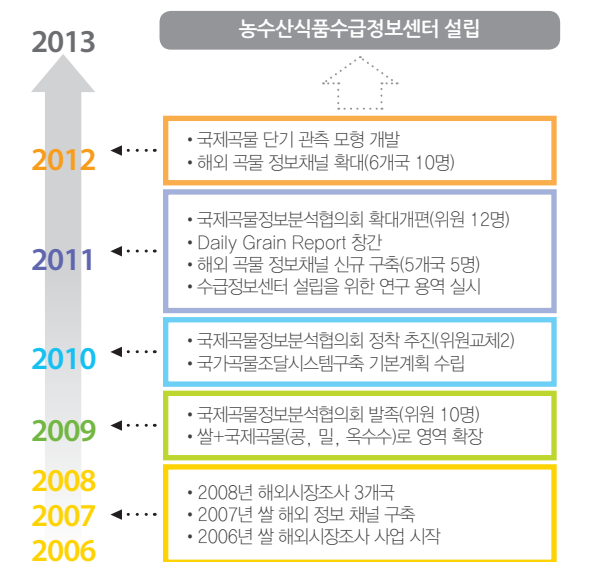 2013
농수산식품수급정보센터 설립
2012
• 국제곡물 단기 관측 모형 개발
• 해외 곡물 정보채널 확대(6개국 10명)
2011
• 국제곡물정보분석협의회 확대개편(위원 12명)
• Daily Grain Report 창간
• 해외 곡물 정보채널 신규 구축(5개국 5명)
• 수급정보센터 설립을 위한 연구 용역 실시
2010
• 국제곡물정보분석협의회 정착 추진(위원교체2)
• 국가곡물조달시스템구축 기본계획 수립
2009
• 국제곡물정보분석협의회 발족(위원 10명)
• 쌀+국제곡물(콩, 밀, 옥수수)로 영역 확장
2008
2007
2006
• 2008년 해외시장조사 3개국
• 2007년 쌀 해외 정보 채널 구축
• 2006년 쌀 해외시장조사 사업 시작